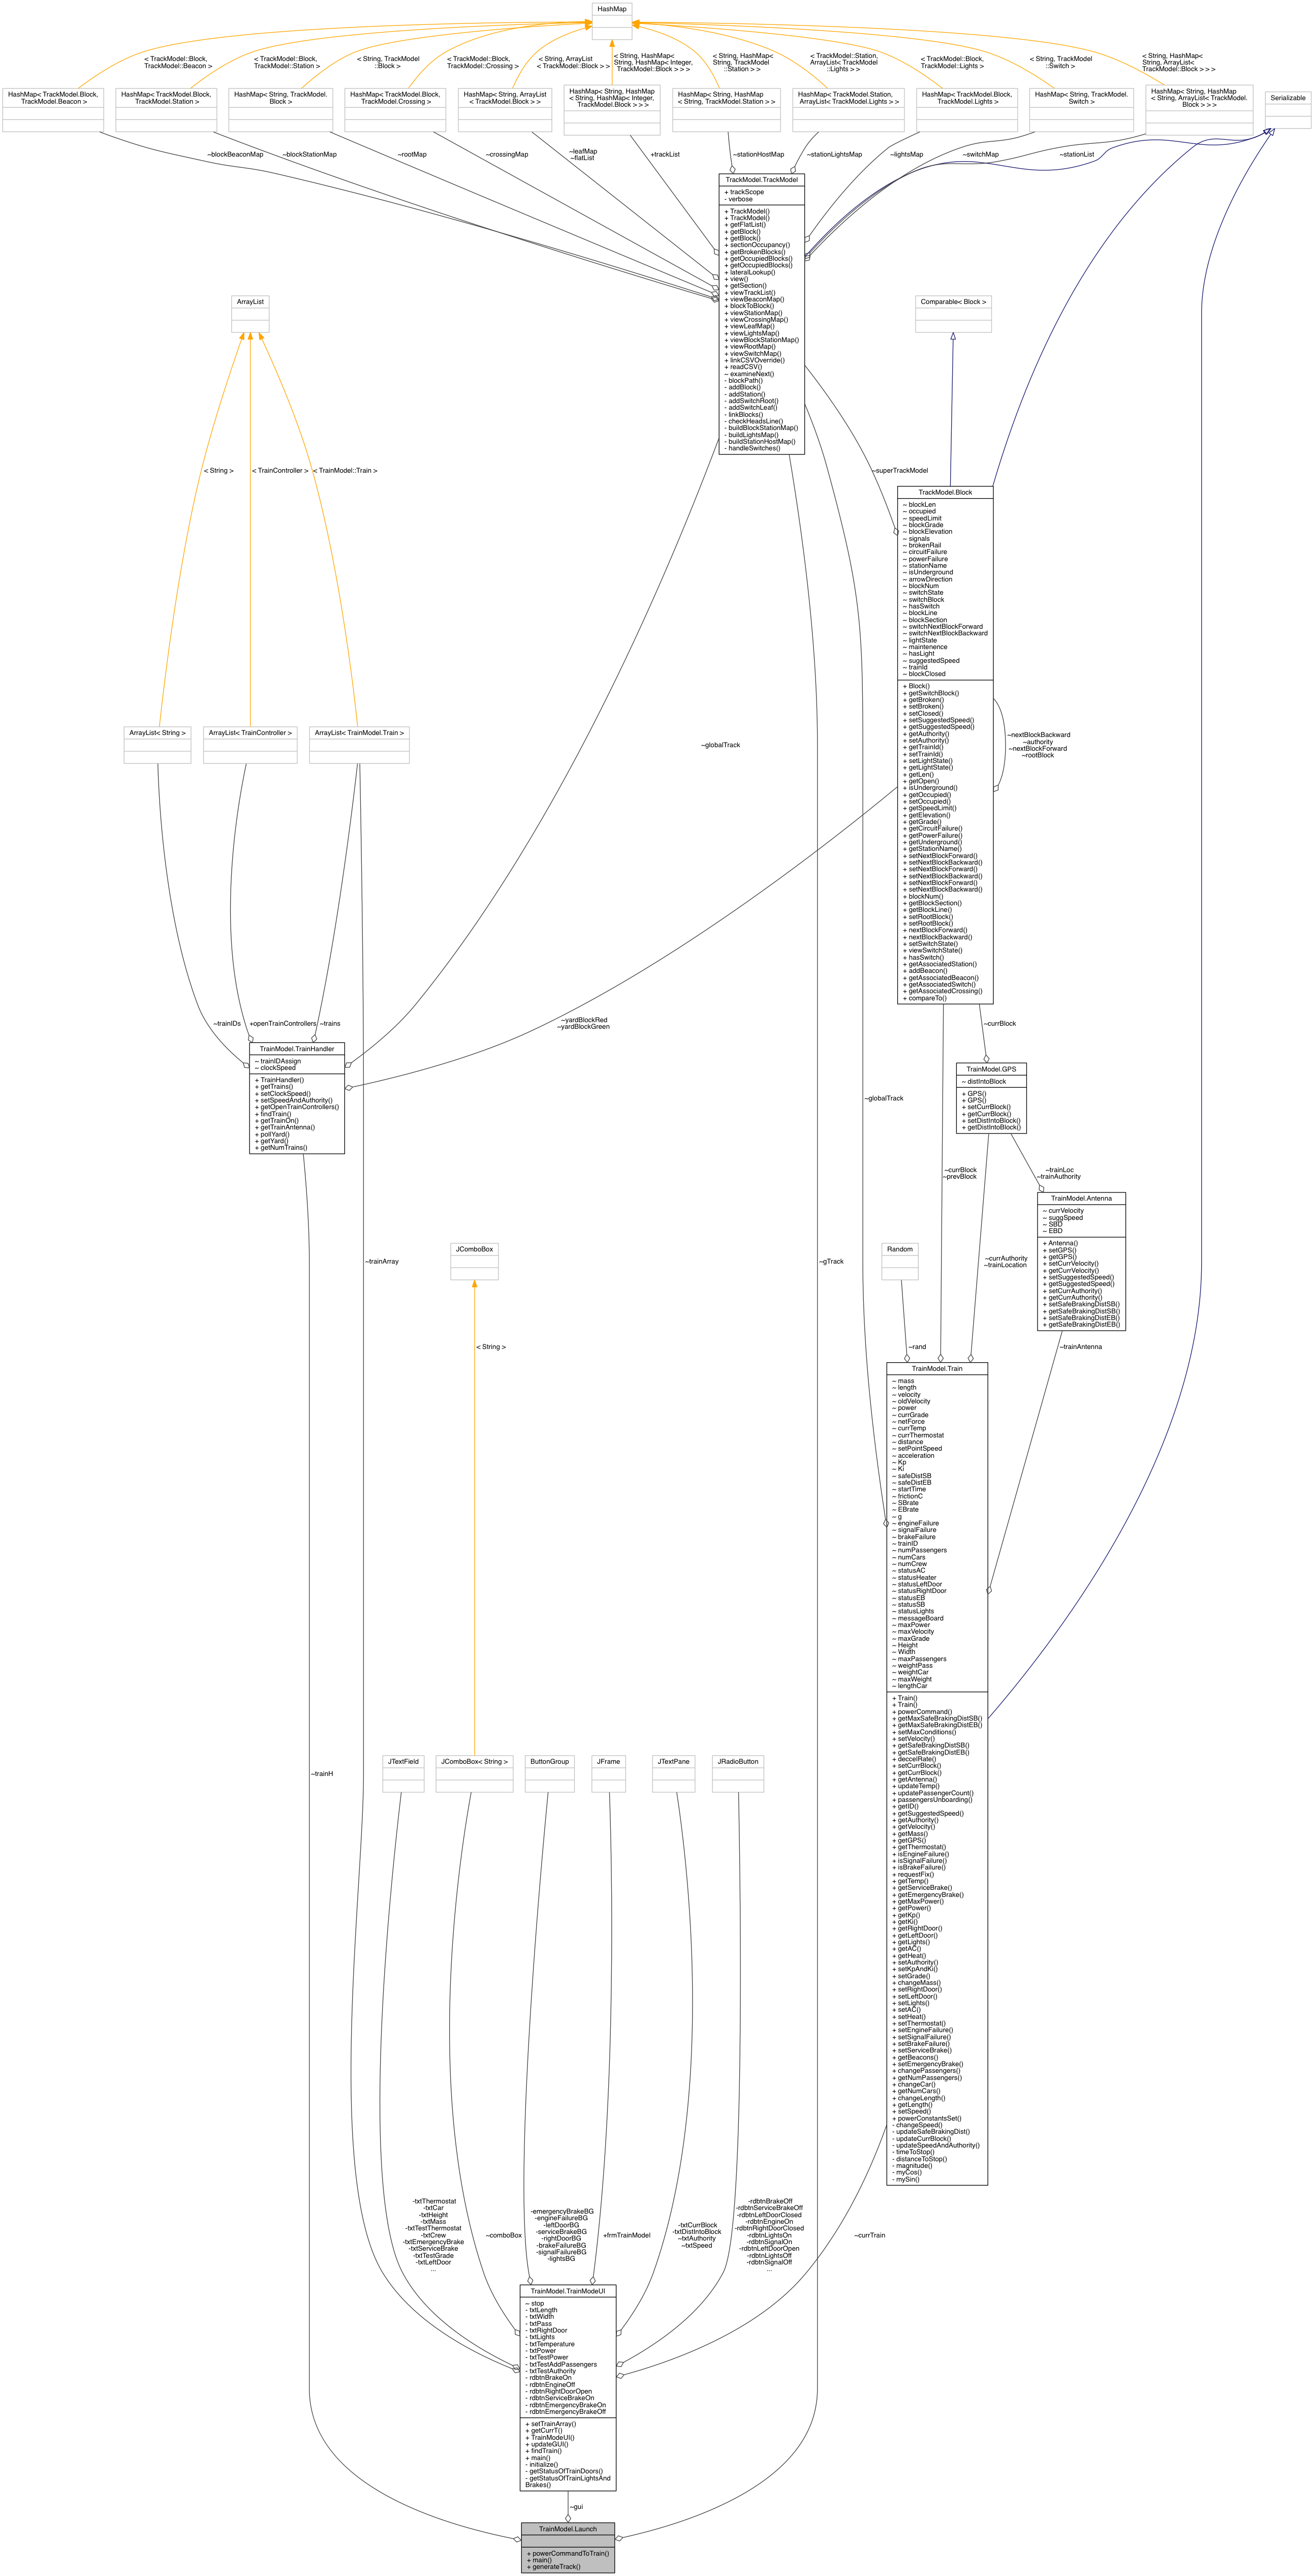 HashMap
< TrackModel::Block,
TrackModel::Beacon >
< TrackModel::Block,
TrackModel::Station >
< String, TrackModel
::Block >
< TrackModel::Block,
TrackModel::Crossing >
< String, ArrayList
< TrackModel::Block > >
< String, HashMap<
String, HashMap< Integer,
TrackModel::Block > > >
< String, HashMap<
String, TrackModel
::Station > >
< TrackModel::Station,
ArrayList< TrackModel
::Lights > >
< TrackModel::Block,
TrackModel::Lights >
< String, TrackModel
::Switch >
< String, HashMap<
String, ArrayList<
TrackModel::Block > > >
HashMap< TrackModel.Block,
TrackModel.Beacon >
HashMap< TrackModel.Block,
TrackModel.Station >
HashMap< String, TrackModel.
Block >
HashMap< TrackModel.Block,
TrackModel.Crossing >
HashMap< String, ArrayList
< TrackModel.Block > >
HashMap< String, HashMap
< String, HashMap< Integer,
TrackModel.Block > > >
HashMap< String, HashMap
< String, TrackModel.Station > >
HashMap< TrackModel.Station,
ArrayList< TrackModel.Lights > >
HashMap< TrackModel.Block,
TrackModel.Lights >
HashMap< String, TrackModel.
Switch >
HashMap< String, HashMap
< String, ArrayList< TrackModel.
Block > > >
Serializable
~blockBeaconMap
~blockStationMap
~rootMap
~crossingMap
~leafMap
~flatList
+trackList
~stationHostMap
~stationLightsMap
~lightsMap
~switchMap
~stationList
TrackModel.TrackModel
+ trackScope
- verbose
+ TrackModel()
+ TrackModel()
+ getFlatList()
+ getBlock()
+ getBlock()
+ sectionOccupancy()
+ getBrokenBlocks()
+ getOccupiedBlocks()
+ getOccupiedBlocks()
+ lateralLookup()
+ view()
+ getSection()
+ viewTrackList()
+ viewBeaconMap()
+ blockToBlock()
+ viewStationMap()
+ viewCrossingMap()
+ viewLeafMap()
+ viewLightsMap()
+ viewBlockStationMap()
+ viewRootMap()
+ viewSwitchMap()
+ linkCSVOverride()
+ readCSV()
~ examineNext()
- blockPath()
- addBlock()
- addStation()
- addSwitchRoot()
- addSwitchLeaf()
- linkBlocks()
- checkHeadsLine()
- buildBlockStationMap()
- buildLightsMap()
- buildStationHostMap()
- handleSwitches()
ArrayList
Comparable< Block >
< String >
< TrainController >
< TrainModel::Train >
~superTrackModel
TrackModel.Block
~ blockLen
~ occupied
~ speedLimit
~ blockGrade
~ blockElevation
~ signals
~ brokenRail
~ circuitFailure
~ powerFailure
~ stationName
~ isUnderground
~ arrowDirection
~ blockNum
~ switchState
~ switchBlock
~ hasSwitch
~ blockLine
~ blockSection
~ switchNextBlockForward
~ switchNextBlockBackward
~ lightState
~ maintenence
~ hasLight
~ suggestedSpeed
~ trainId
~ blockClosed
+ Block()
+ getSwitchBlock()
+ getBroken()
+ setBroken()
+ setClosed()
+ setSuggestedSpeed()
+ getSuggestedSpeed()
+ getAuthority()
+ setAuthority()
+ getTrainId()
+ setTrainId()
+ setLightState()
+ getLightState()
+ getLen()
+ getOpen()
+ isUnderground()
+ getOccupied()
+ setOccupied()
+ getSpeedLimit()
+ getElevation()
+ getGrade()
+ getCircuitFailure()
+ getPowerFailure()
+ getUnderground()
+ getStationName()
+ setNextBlockForward()
+ setNextBlockBackward()
+ setNextBlockForward()
+ setNextBlockBackward()
+ setNextBlockForward()
+ setNextBlockBackward()
+ blockNum()
+ getBlockSection()
+ getBlockLine()
+ setRootBlock()
+ setRootBlock()
+ nextBlockForward()
+ nextBlockBackward()
+ setSwitchState()
+ viewSwitchState()
+ hasSwitch()
+ getAssociatedStation()
+ addBeacon()
+ getAssociatedBeacon()
+ getAssociatedSwitch()
+ getAssociatedCrossing()
+ compareTo()
~nextBlockBackward
~authority
~nextBlockForward
~rootBlock
ArrayList< String >
ArrayList< TrainController >
ArrayList< TrainModel.Train >
~globalTrack
~trainIDs
+openTrainControllers
~trains
~yardBlockRed
~yardBlockGreen
~currBlock
TrainModel.TrainHandler
~ trainIDAssign
~ clockSpeed
+ TrainHandler()
+ getTrains()
+ setClockSpeed()
+ setSpeedAndAuthority()
+ getOpenTrainControllers()
+ findTrain()
+ getTrainOn()
+ getTrainAntenna()
+ pollYard()
+ getYard()
+ getNumTrains()
TrainModel.GPS
~ distIntoBlock
+ GPS()
+ GPS()
+ setCurrBlock()
+ getCurrBlock()
+ setDistIntoBlock()
+ getDistIntoBlock()
~globalTrack
~currBlock
~prevBlock
~trainLoc
~trainAuthority
TrainModel.Antenna
~ currVelocity
~ suggSpeed
~ SBD
~ EBD
+ Antenna()
+ setGPS()
+ getGPS()
+ setCurrVelocity()
+ getCurrVelocity()
+ setSuggestedSpeed()
+ getSuggestedSpeed()
+ setCurrAuthority()
+ getCurrAuthority()
+ setSafeBrakingDistSB()
+ getSafeBrakingDistSB()
+ setSafeBrakingDistEB()
+ getSafeBrakingDistEB()
JComboBox
Random
~trainArray
~gTrack
~currAuthority
~trainLocation
< String >
~rand
~trainAntenna
TrainModel.Train
~ mass
~ length
~ velocity
~ oldVelocity
~ power
~ currGrade
~ netForce
~ currTemp
~ currThermostat
~ distance
~ setPointSpeed
~ acceleration
~ Kp
~ Ki
~ safeDistSB
~ safeDistEB
~ startTime
~ frictionC
~ SBrate
~ EBrate
~ g
~ engineFailure
~ signalFailure
~ brakeFailure
~ trainID
~ numPassengers
~ numCars
~ numCrew
~ statusAC
~ statusHeater
~ statusLeftDoor
~ statusRightDoor
~ statusEB
~ statusSB
~ statusLights
~ messageBoard
~ maxPower
~ maxVelocity
~ maxGrade
~ Height
~ Width
~ maxPassengers
~ weightPass
~ weightCar
~ maxWeight
~ lengthCar
+ Train()
+ Train()
+ powerCommand()
+ getMaxSafeBrakingDistSB()
+ getMaxSafeBrakingDistEB()
+ setMaxConditions()
+ setVelocity()
+ getSafeBrakingDistSB()
+ getSafeBrakingDistEB()
+ deccelRate()
+ setCurrBlock()
+ getCurrBlock()
+ getAntenna()
+ updateTemp()
+ updatePassengerCount()
+ passengersUnboarding()
+ getID()
+ getSuggestedSpeed()
+ getAuthority()
+ getVelocity()
+ getMass()
+ getGPS()
+ getThermostat()
+ isEngineFailure()
+ isSignalFailure()
+ isBrakeFailure()
+ requestFix()
+ getTemp()
+ getServiceBrake()
+ getEmergencyBrake()
+ getMaxPower()
+ getPower()
+ getKp()
+ getKi()
+ getRightDoor()
+ getLeftDoor()
+ getLights()
+ getAC()
+ getHeat()
+ setAuthority()
+ setKpAndKi()
+ setGrade()
+ changeMass()
+ setRightDoor()
+ setLeftDoor()
+ setLights()
+ setAC()
+ setHeat()
+ setThermostat()
+ setEngineFailure()
+ setSignalFailure()
+ setBrakeFailure()
+ setServiceBrake()
+ getBeacons()
+ setEmergencyBrake()
+ changePassengers()
+ getNumPassengers()
+ changeCar()
+ getNumCars()
+ changeLength()
+ getLength()
+ setSpeed()
+ powerConstantsSet()
- changeSpeed()
- updateSafeBrakingDist()
- updateCurrBlock()
- updateSpeedAndAuthority()
- timeToStop()
- distanceToStop()
- magnitude()
- myCos()
- mySin()
~trainH
JTextField
JComboBox< String >
ButtonGroup
JFrame
JTextPane
JRadioButton
-txtThermostat
-txtCar
-txtHeight
-txtMass
-txtTestThermostat
-txtCrew
-txtEmergencyBrake
-txtServiceBrake
-txtTestGrade
-txtLeftDoor
...
~comboBox
-emergencyBrakeBG
-engineFailureBG
-leftDoorBG
-serviceBrakeBG
-rightDoorBG
-brakeFailureBG
-signalFailureBG
-lightsBG
+frmTrainModel
-txtCurrBlock
-txtDistIntoBlock
~txtAuthority
~txtSpeed
-rdbtnBrakeOff
-rdbtnServiceBrakeOff
-rdbtnLeftDoorClosed
-rdbtnEngineOn
-rdbtnRightDoorClosed
-rdbtnLightsOn
-rdbtnSignalOn
-rdbtnLeftDoorOpen
-rdbtnLightsOff
-rdbtnSignalOff
...
~currTrain
TrainModel.TrainModeUI
~ stop
- txtLength
- txtWidth
- txtPass
- txtRightDoor
- txtLights
- txtTemperature
- txtPower
- txtTestPower
- txtTestAddPassengers
- txtTestAuthority
- rdbtnBrakeOn
- rdbtnEngineOff
- rdbtnRightDoorOpen
- rdbtnServiceBrakeOn
- rdbtnEmergencyBrakeOn
- rdbtnEmergencyBrakeOff
+ setTrainArray()
+ getCurrT()
+ TrainModeUI()
+ updateGUI()
+ findTrain()
+ main()
- initialize()
- getStatusOfTrainDoors()
- getStatusOfTrainLightsAnd
Brakes()
~gui
TrainModel.Launch
+ powerCommandToTrain()
+ main()
+ generateTrack()